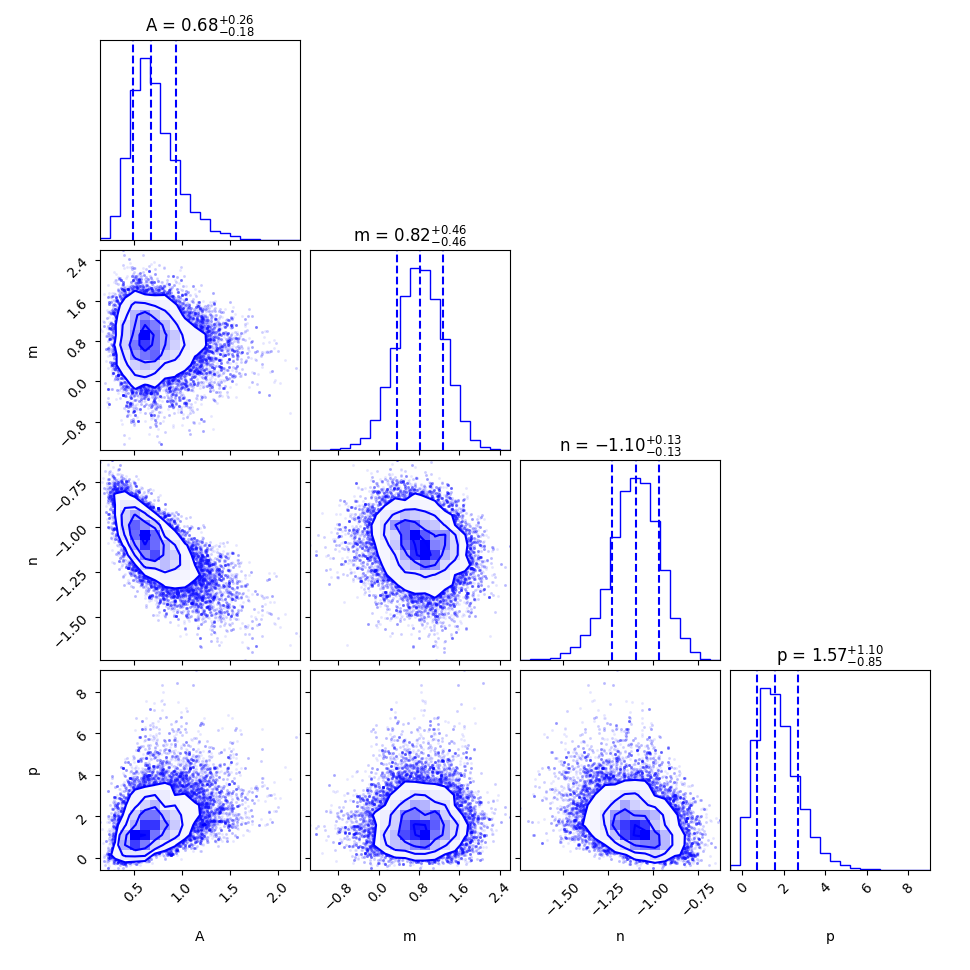 A = 0.68 +0.26 −0.18
m = 0.82 +0.46 −0.46
2.4
1.6
0.8
0.0
−0.8
m
n = −1.10 +0.13 −0.13
−0.75
−1.00
−1.25
−1.50
n
p = 1.57 +1.10 −0.85
8
6
4
2
0
p
0.5 1.0 1.5 2.0
−0.8 0.0 0.8 1.6 2.4
−1.50 −1.25 −1.00 −0.75
0 2 4 6 8
A m n p